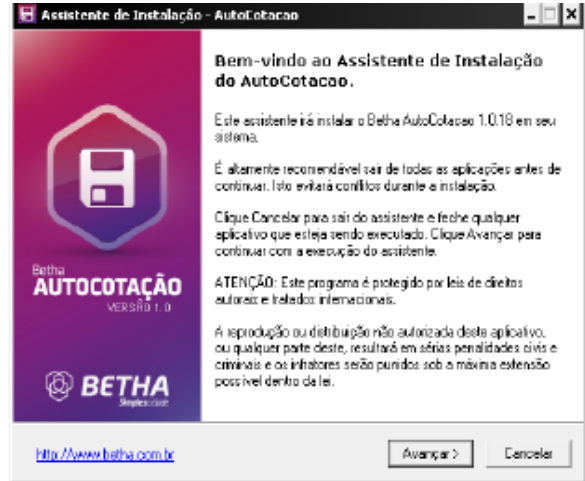 Assistente de Instalação - AutoCotacao
Bem-vindo ao Assistente de Instalação
do AutoCotacao.
Este assistente irá instalar o Betha AutoCotacao 1.0.18 em seu
sistema.
É altamente recomendável sair de todas as aplicações antes de
continuar. Isto evitará conflitos durante a instalação.
Clique Cancelar para sair do assistente e feche qualquer
aplicativo que esteja sendo executado. Clique Avançar para
continuar com a execução do assistente.
ATENÇÃO: Este programa é protegido por leis de direitos
autorais e tratados internacionais.
A reprodução ou distribuição não autorizada deste aplicativo,
ou qualquer parte deste, resultará em sérias penalidades civis e
criminais e os infratores serão punidos sob a máxima extensão
possível dentro da lei.
Betha
AUTOCOTAÇÃO
VERSÃO 1.0
BETHA
http://www.betha.com.br
Avançar >
Cancelar